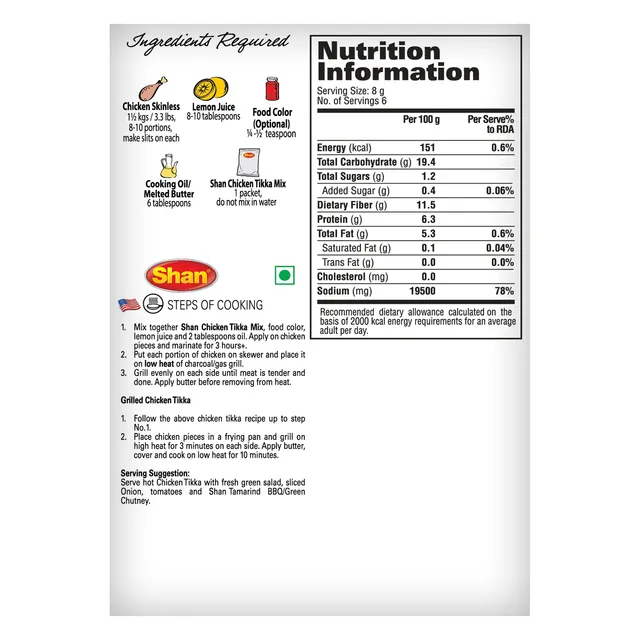 Ingredients Required
Chicken Skinless
1½ kgs / 3.3 lbs,
8-10 portions,
make slits on each
Lemon Juice
8-10 tablespoons
Food Color
(Optional)
¼ -½ teaspoon
Cooking Oil/
Melted Butter
6 tablespoons
Shan Chicken Tikka Mix
1 packet,
do not mix in water
Shan
STEPS OF COOKING
1. Mix together Shan Chicken Tikka Mix, food color,
lemon juice and 2 tablespoons oil. Apply on chicken
pieces and marinate for 3 hours+.
2. Put each portion of chicken on skewer and place it
on low heat of charcoal/gas grill.
3. Grill evenly on each side until meat is tender and
done. Apply butter before removing from heat.
Grilled Chicken Tikka
1. Follow the above chicken tikka recipe up to step
No.1.
2. Place chicken pieces in a frying pan and grill on
high heat for 3 minutes on each side. Apply butter,
cover and cook on low heat for 10 minutes.
Serving Suggestion:
Serve hot Chicken Tikka with fresh green salad, sliced
Onion, tomatoes and Shan Tamarind BBQ/Green
Chutney.
Nutrition
Information
Serving Size: 8 g
No. of Servings 6
Per 100 g Per Serve%
to RDA
Energy (kcal) 151 0.6%
Total Carbohydrate (g) 19.4
Total Sugars (g) 1.2
Added Sugar (g) 0.4 0.06%
Dietary Fiber (g) 11.5
Protein (g) 6.3
Total Fat (g) 5.3 0.6%
Saturated Fat (g) 0.1 0.04%
Trans Fat (g) 0.0 0.0%
Cholesterol (mg) 0.0
Sodium (mg) 19500 78%
Recommended dietary allowance calculated on the
basis of 2000 kcal energy requirements for an average
adult per day.